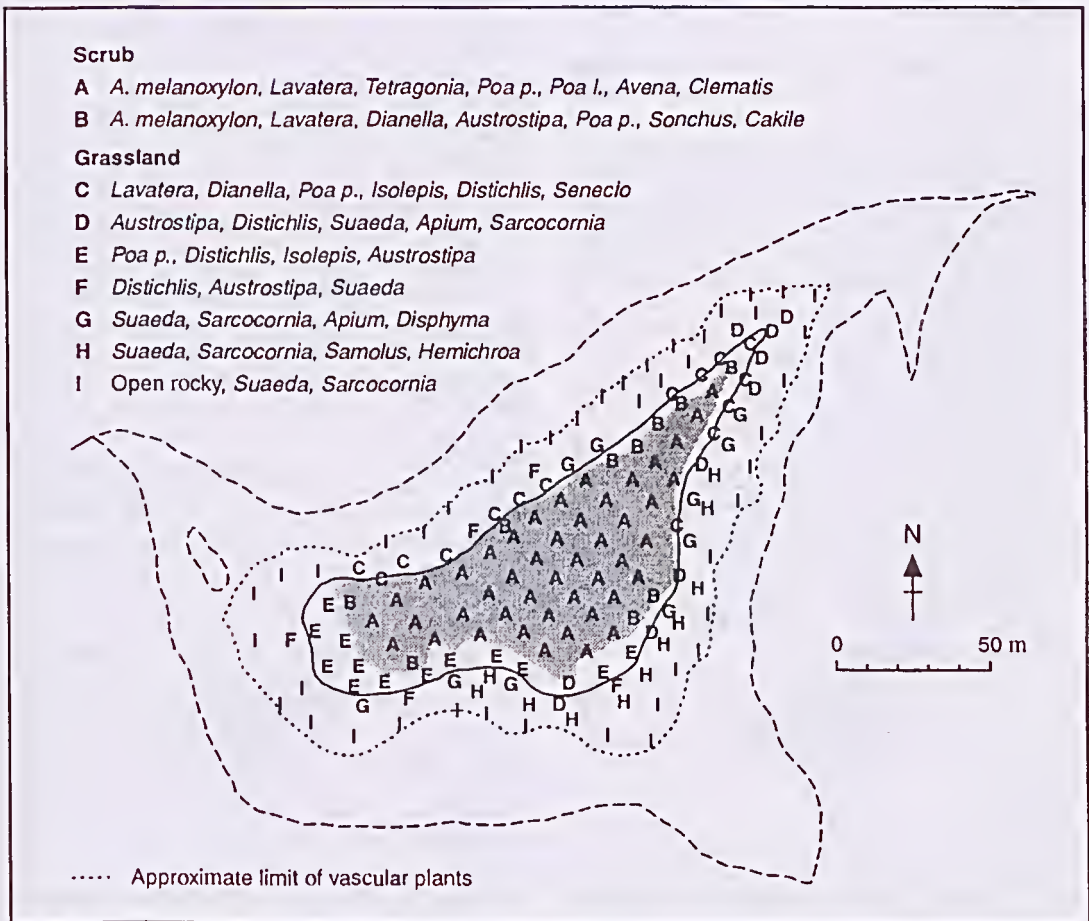 Scrub
A A. melanoxylon, Lavatera, Tetragonia, Poa p., Poa l., Avena, Clematis
B A. melanoxylon, Lavatera, Dianella, Austrostipa, Poa p., Sonchus, Cakile
Grassland
C Lavatera, Dianella, Poa p., Isolepis, Distichlis, Senecio
D Austrostipa, Distichlis, Suaeda, Apium, Sarcocornia
E Poa p., Distichlis, Isolepis, Austrostipa
F Distichlis, Austrostipa, Suaeda
G Suaeda, Sarcocornia, Apium, Disphyma
H Suaeda, Sarcocornia, Samolus, Hemichroa
I Open rocky, Suaeda, Sarcocornia
N
0 50 m
Approximate limit of vascular plants